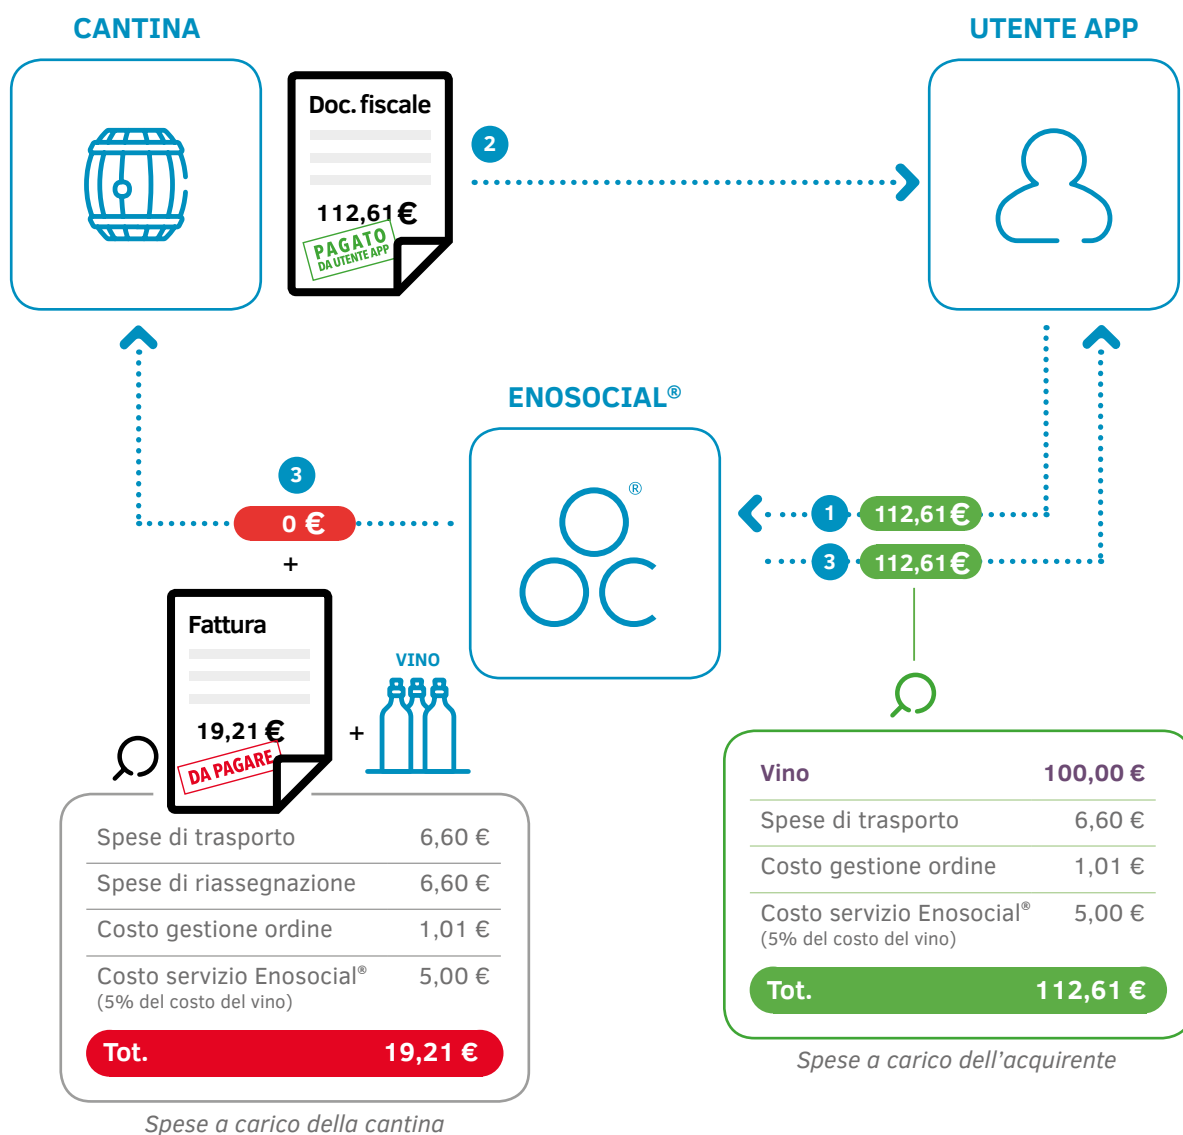 CANTINA
UTENTE APP
Doc. fiscale
112,61 €
PAGATO
DA UTENTE APP
2
ENOSOCIAL®
3
0 €
+
®
1
112,61 €
3
112,61 €
Fattura
19,21 €
DA PAGARE
+
VINO
Spese di trasporto 6,60 €
Spese di riassegnazione 6,60 €
Costo gestione ordine 1,01 €
Costo servizio Enosocial® 5,00 €
(5% del costo del vino)
Tot. 19,21 €
Spese a carico della cantina
Vino 100,00 €
Spese di trasporto 6,60 €
Costo gestione ordine 1,01 €
Costo servizio Enosocial® 5,00 €
(5% del costo del vino)
Tot. 112,61 €
Spese a carico dell’acquirente